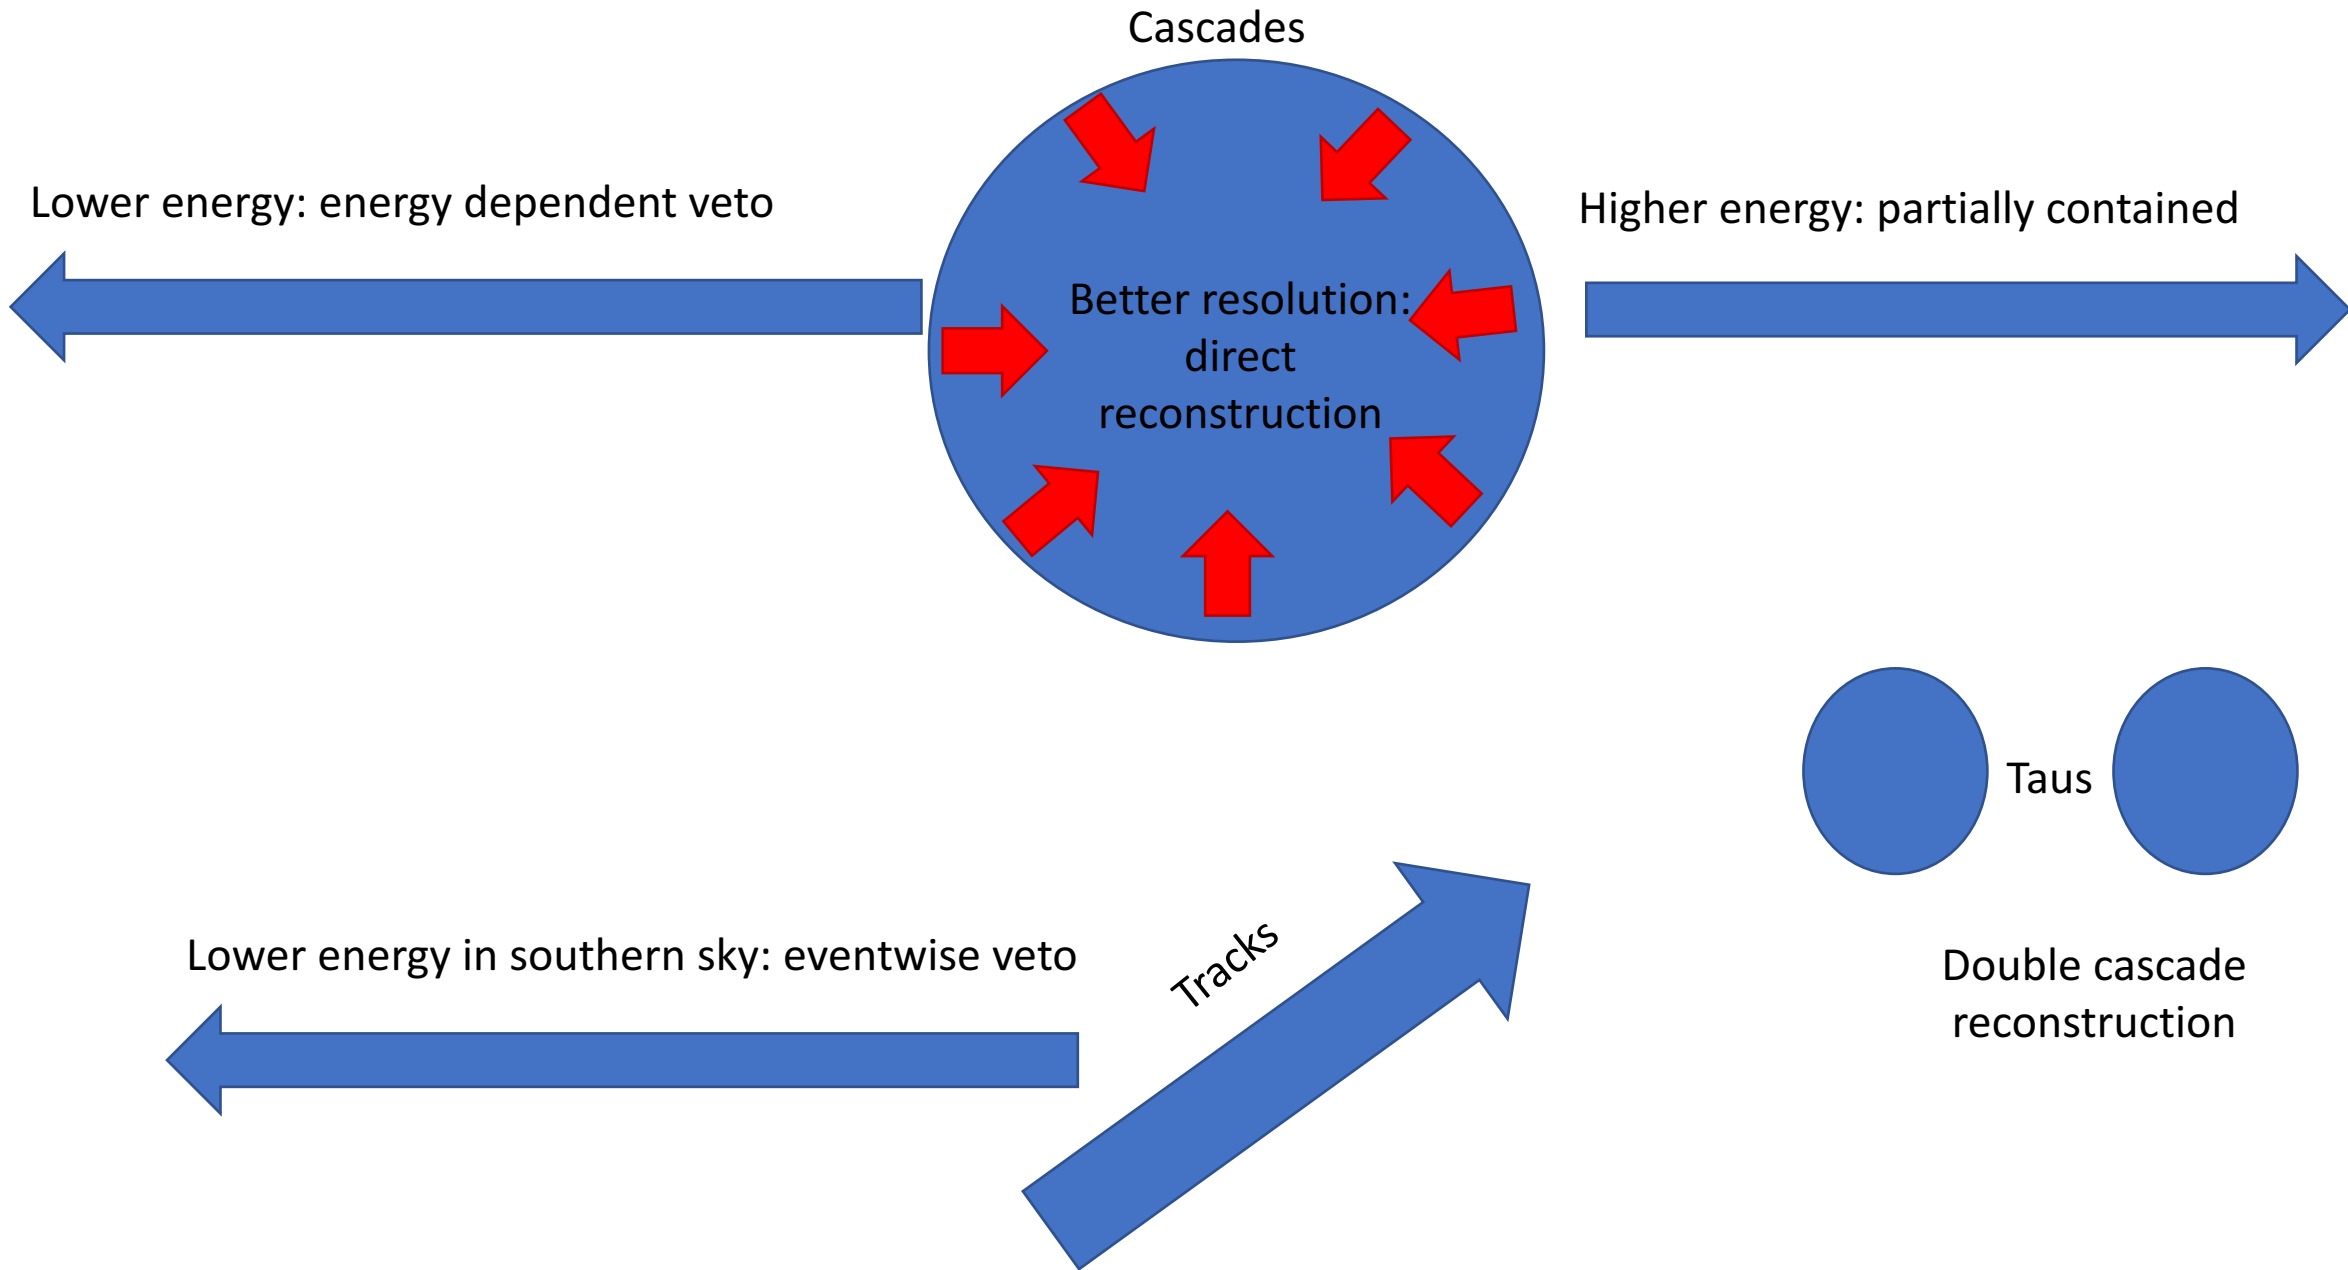 Cascades
Lower energy: energy dependent veto
Higher energy: partially contained
Better resolution:
direct
reconstruction
Taus
Tracks
Lower energy in southern sky: eventwise veto
Double cascade
reconstruction